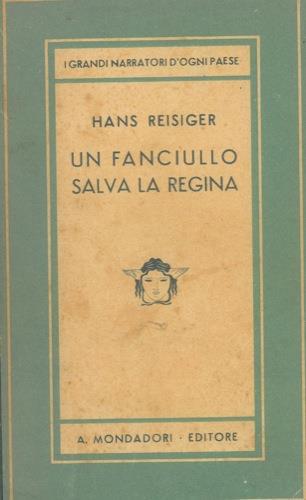 I GRANDI NARRATORI D'OGNI PAESE
HANS REISIGER
UN FANCIULLO
SALVA LA REGINA
A. MONDADORI · EDITORE